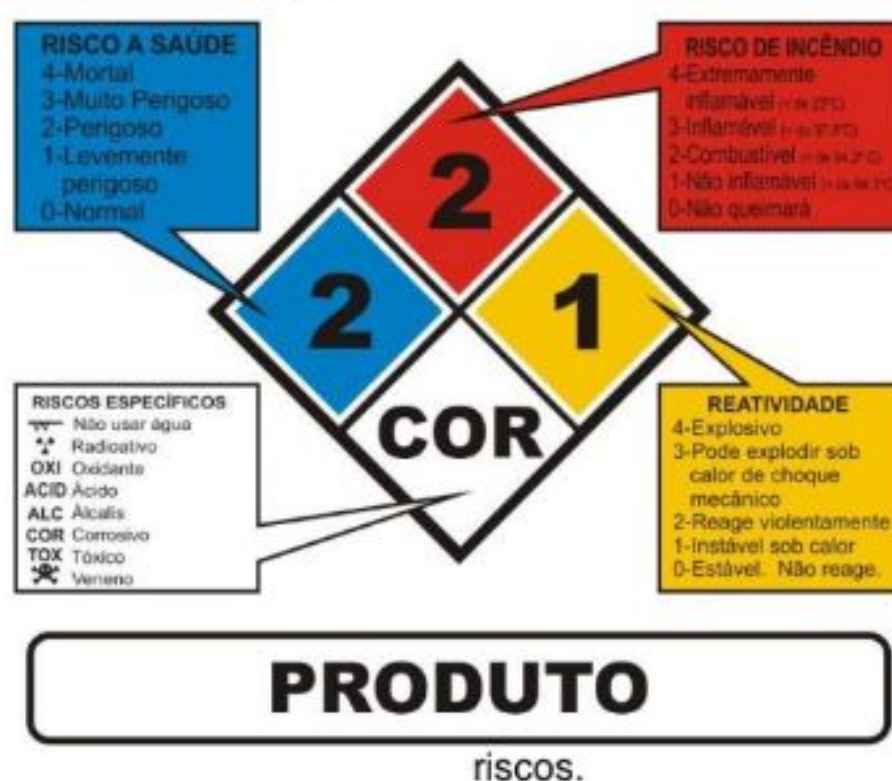 RISCO A SAÚDE
4-Mortal
3-Muito Perigoso
2-Perigoso
1-Levemente
perigoso
0-Normal
RISCO DE INCÊNDIO
4-Extremamente
inflamável
3-Inflamável
2-Combustível
1-Não inflamável
0-Não queimará
2
2
1
COR
RISCOS ESPECÍFICOS
W Não usar água
Radioativo
OXI Oxidante
ACID Ácido
ALC Álcalis
COR Corrosivo
TOX Tóxico
Veneno
REATIVIDADE
4-Explosivo
3-Pode explodir sob
calor de choque
mecânico
2-Reage violentamente
1-Instável sob calor
0-Estável. Não reage.
PRODUTO
riscos.